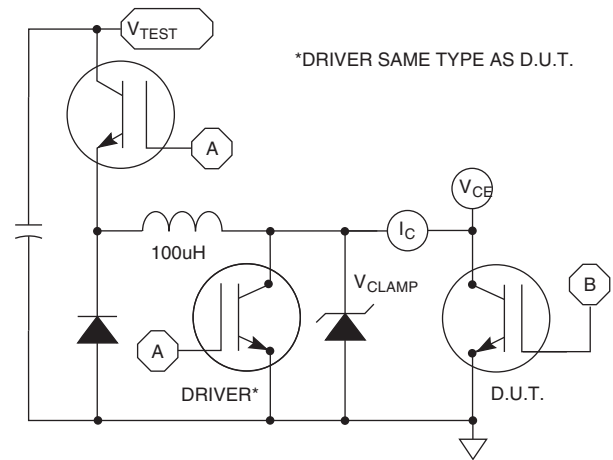 VTEST
*DRIVER SAME TYPE AS D.U.T.
A
VCE
IC
100uH
VCLAMP
B
A
DRIVER*
D.U.T.